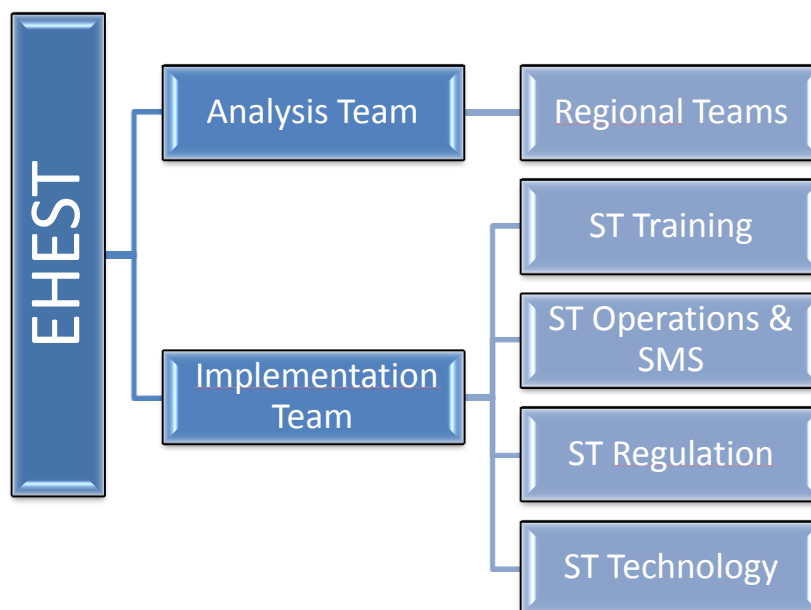 EHEST
Analysis Team
Regional Teams
Implementation
Team
ST Training
ST Operations &
SMS
ST Regulation
ST Technology